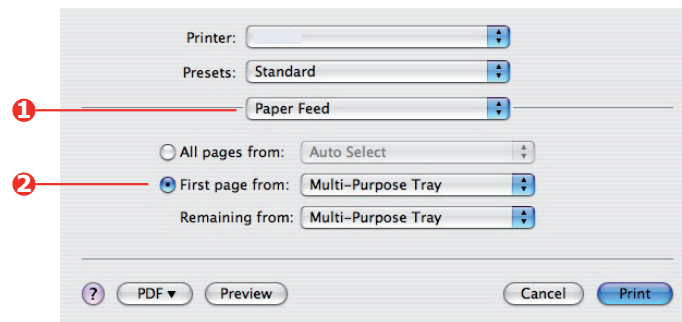 Printer:
Presets: Standard
1 Paper Feed
All pages from: Auto Select
2 First page from: Multi-Purpose Tray
Remaining from: Multi-Purpose Tray
? PDF▼ Preview Cancel Print